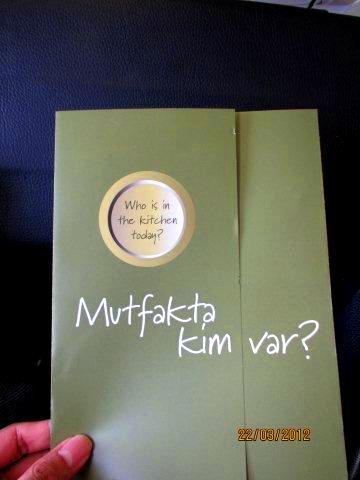 Who is in
the kitchen
today?
Mutfakta
kim var?
22/03/2012